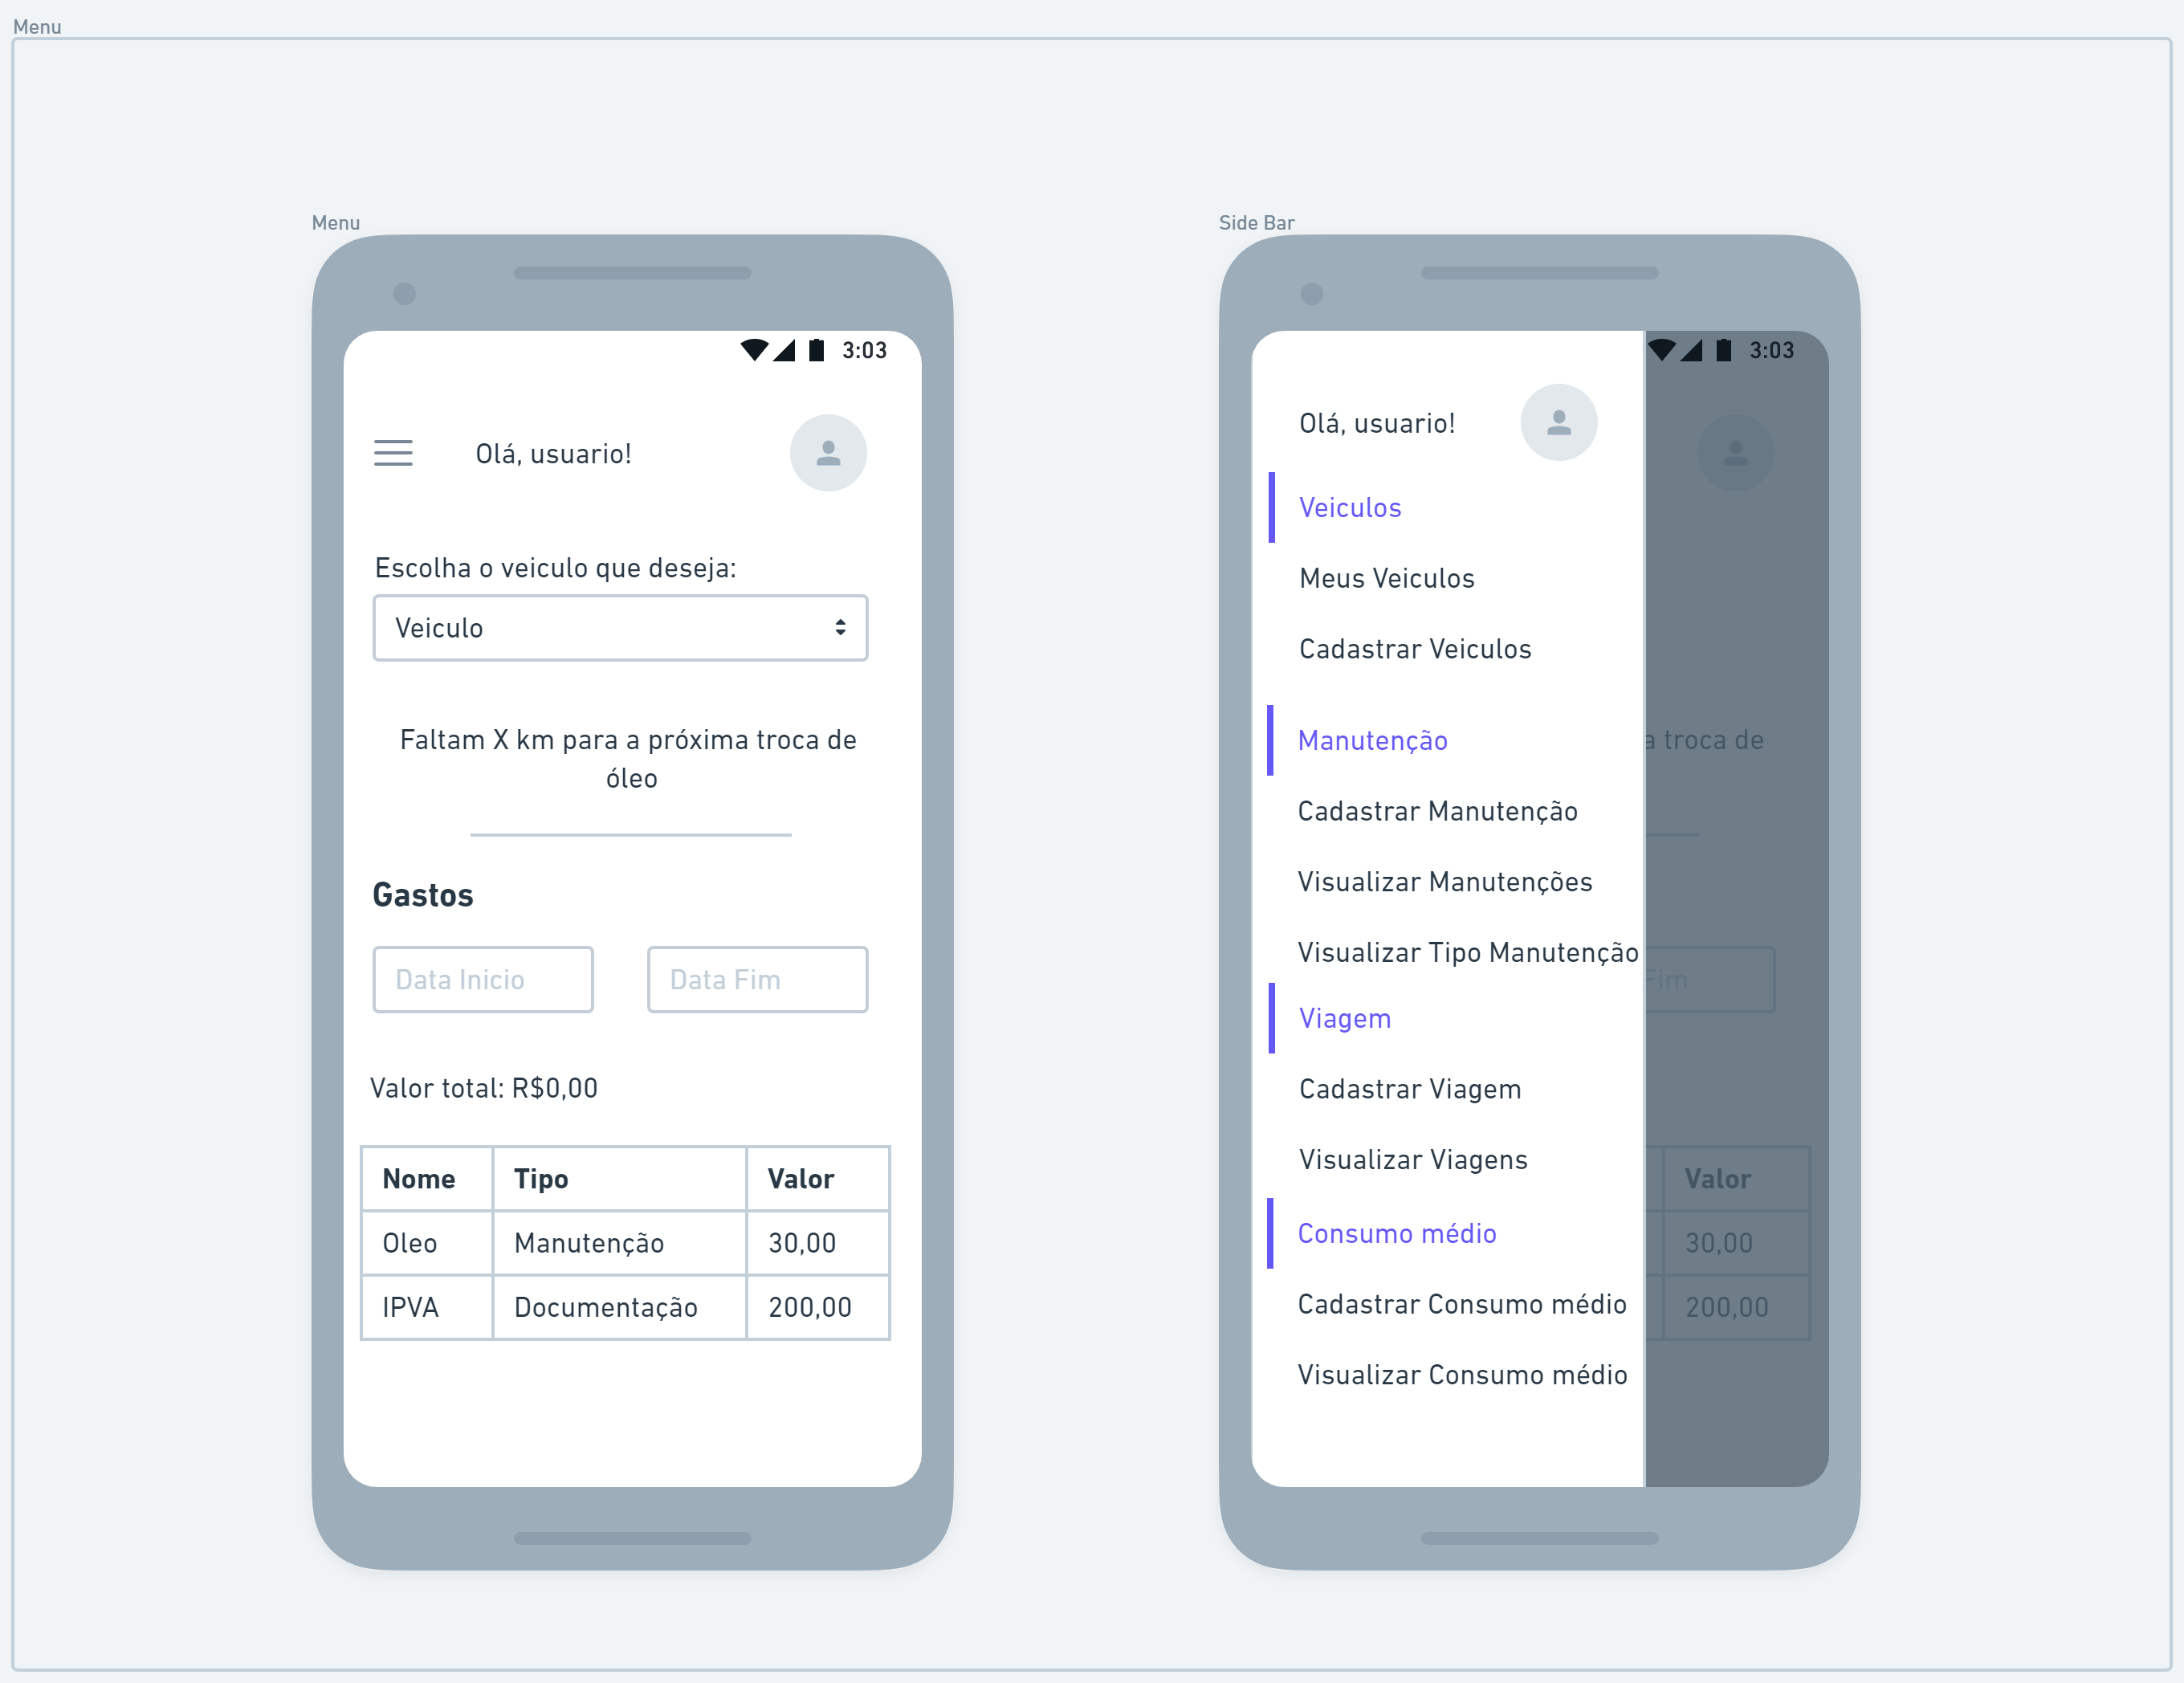 Menu
Menu
3:03
Olá, usuario!
Escolha o veiculo que deseja:
Veiculo
Faltam X km para a próxima troca de
óleo
Gastos
Data Inicio Data Fim
Valor total: R$0,00
Nome Tipo Valor
Oleo Manutenção 30,00
IPVA Documentação 200,00
Side Bar
3:03
Olá, usuario!
Veiculos
Meus Veiculos
Cadastrar Veiculos
Manutenção
Cadastrar Manutenção
Visualizar Manutenções
Visualizar Tipo Manutenção
Viagem
Cadastrar Viagem
Visualizar Viagens
Consumo médio
Cadastrar Consumo médio
Visualizar Consumo médio
a troca de
Fim
Valor
30,00
200,00